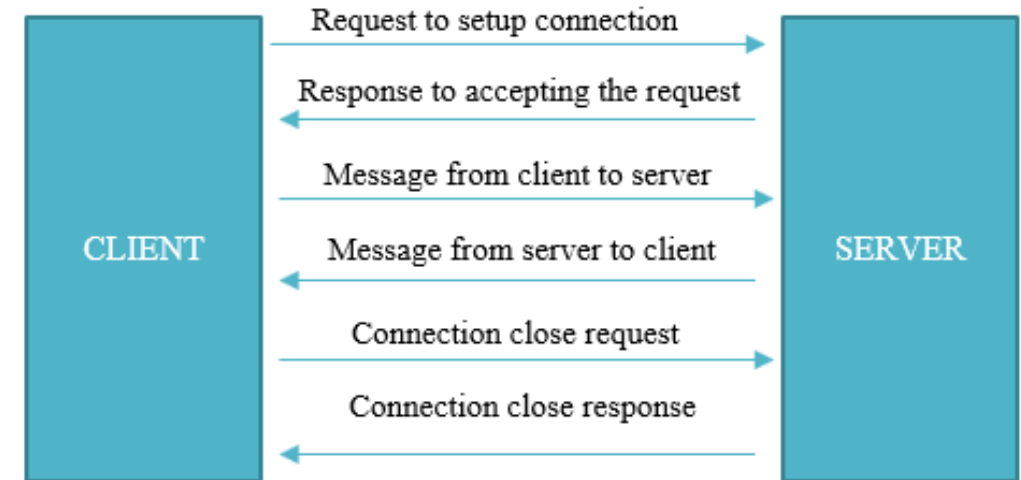 Request to setup connection
Response to accepting the request
Message from client to server
CLIENT
Message from server to client
SERVER
Connection close request
Connection close response